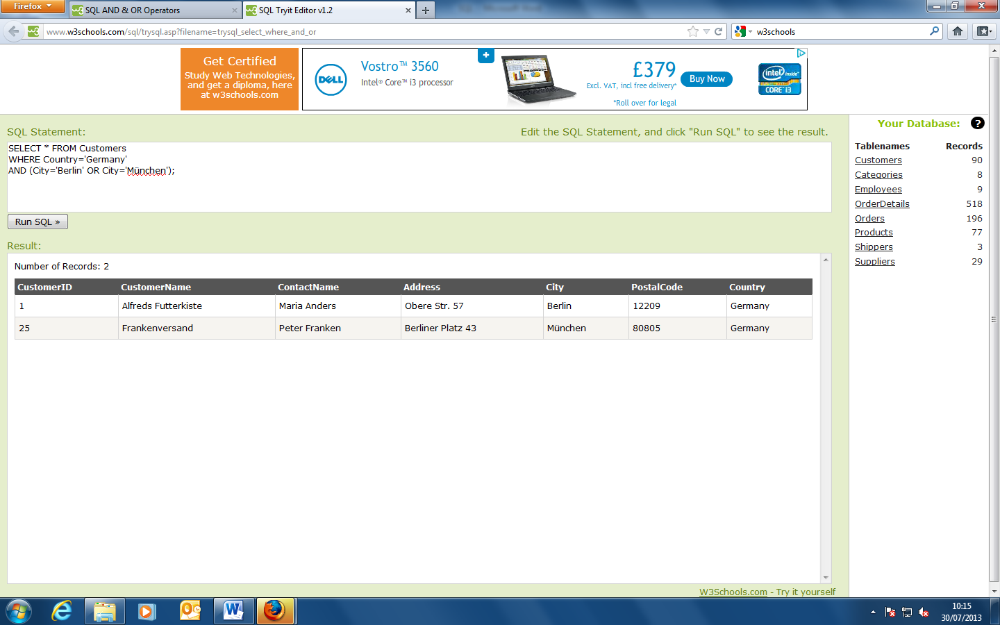 Firefox
SQL AND & OR Operators
SQL Tryit Editor v1.2
www.w3schools.com/sql/trysql.asp?filename=trysql_select_where_and_or
w3schools
Get Certified
Study Web Technologies,
and get a diploma, here
at w3schools.com
DELL
Vostro™ 3560
Intel® Core™ i3 processor
£379
Excl. VAT, incl free delivery*
*Roll over for legal
Buy Now
intel inside™
CORE™ i3
SQL Statement:
Edit the SQL Statement, and click "Run SQL" to see the result.
SELECT * FROM Customers
WHERE Country='Germany'
AND (City='Berlin' OR City='München');
Run SQL »
Result:
Number of Records: 2
CustomerID CustomerName ContactName Address City PostalCode Country
1 Alfreds Futterkiste Maria Anders Obere Str. 57 Berlin 12209 Germany
25 Frankenversand Peter Franken Berliner Platz 43 München 80805 Germany
Your Database: ?
Tablenames Records
Customers 90
Categories 8
Employees 9
OrderDetails 518
Orders 196
Products 77
Shippers 3
Suppliers 29
W3Schools.com - Try it yourself
10:15
30/07/2013